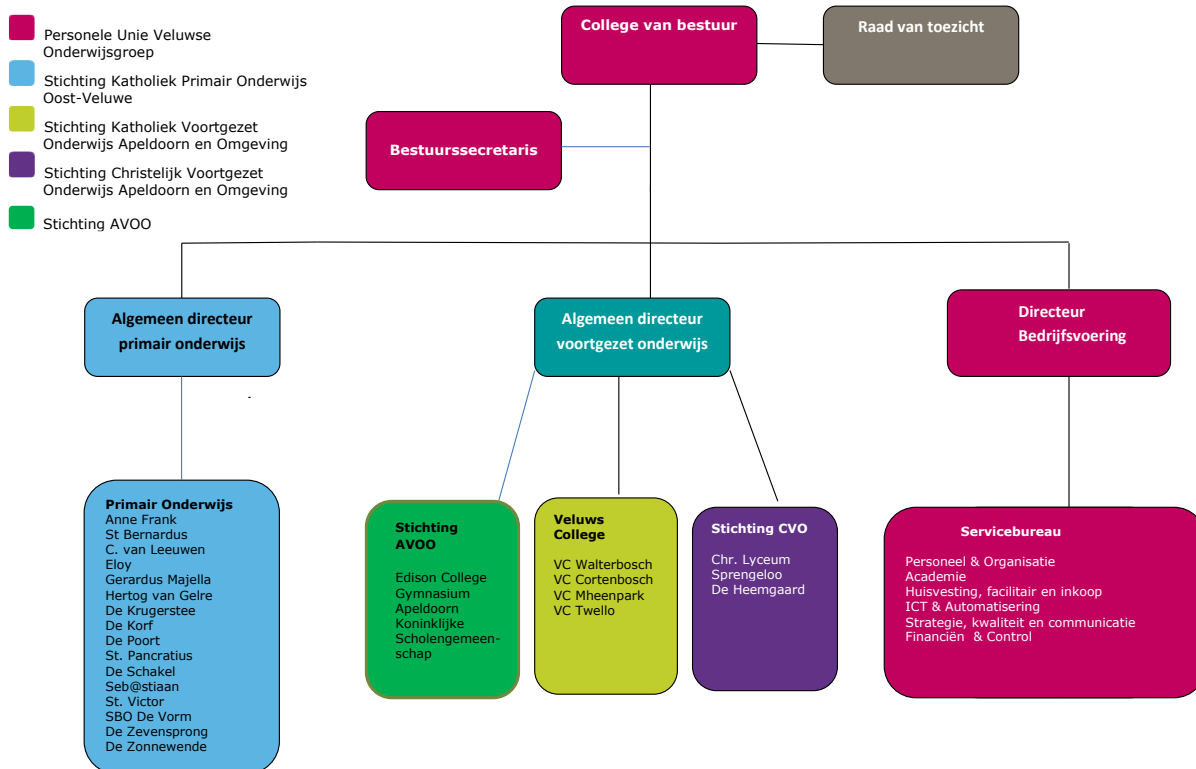 Personele Unie Veluwse
Onderwijsgroep
Stichting Katholiek Primair Onderwijs
Oost-Veluwe
Stichting Katholiek Voortgezet
Onderwijs Apeldoorn en Omgeving
Stichting Christelijk Voortgezet
Onderwijs Apeldoorn en Omgeving
Stichting AVOO
College van bestuur
Raad van toezicht
Bestuurssecretaris
Algemeen directeur
primair onderwijs
Algemeen directeur
voortgezet onderwijs
Directeur
Bedrijfsvoering
Primair Onderwijs
Anne Frank
St Bernardus
C. van Leeuwen
Eloy
Gerardus Majella
Hertog van Gelre
De Krugerstee
De Korf
De Poort
St. Pancratius
De Schakel
Seb@stiaan
St. Victor
SBO De Vorm
De Zevensprong
De Zonnewende
Stichting
AVOO
Edison College
Gymnasium
Apeldoorn
Koninklijke
Scholengemeen-
schap
Veluws
College
VC Walterbosch
VC Cortenbosch
VC Mheenpark
VC Twello
Stichting CVO
Chr. Lyceum
Sprengeloo
De Heemgaard
Servicebureau
Personeel & Organisatie
Academie
Huisvesting, facilitair en inkoop
ICT & Automatisering
Strategie, kwaliteit en communicatie
Financiën & Control